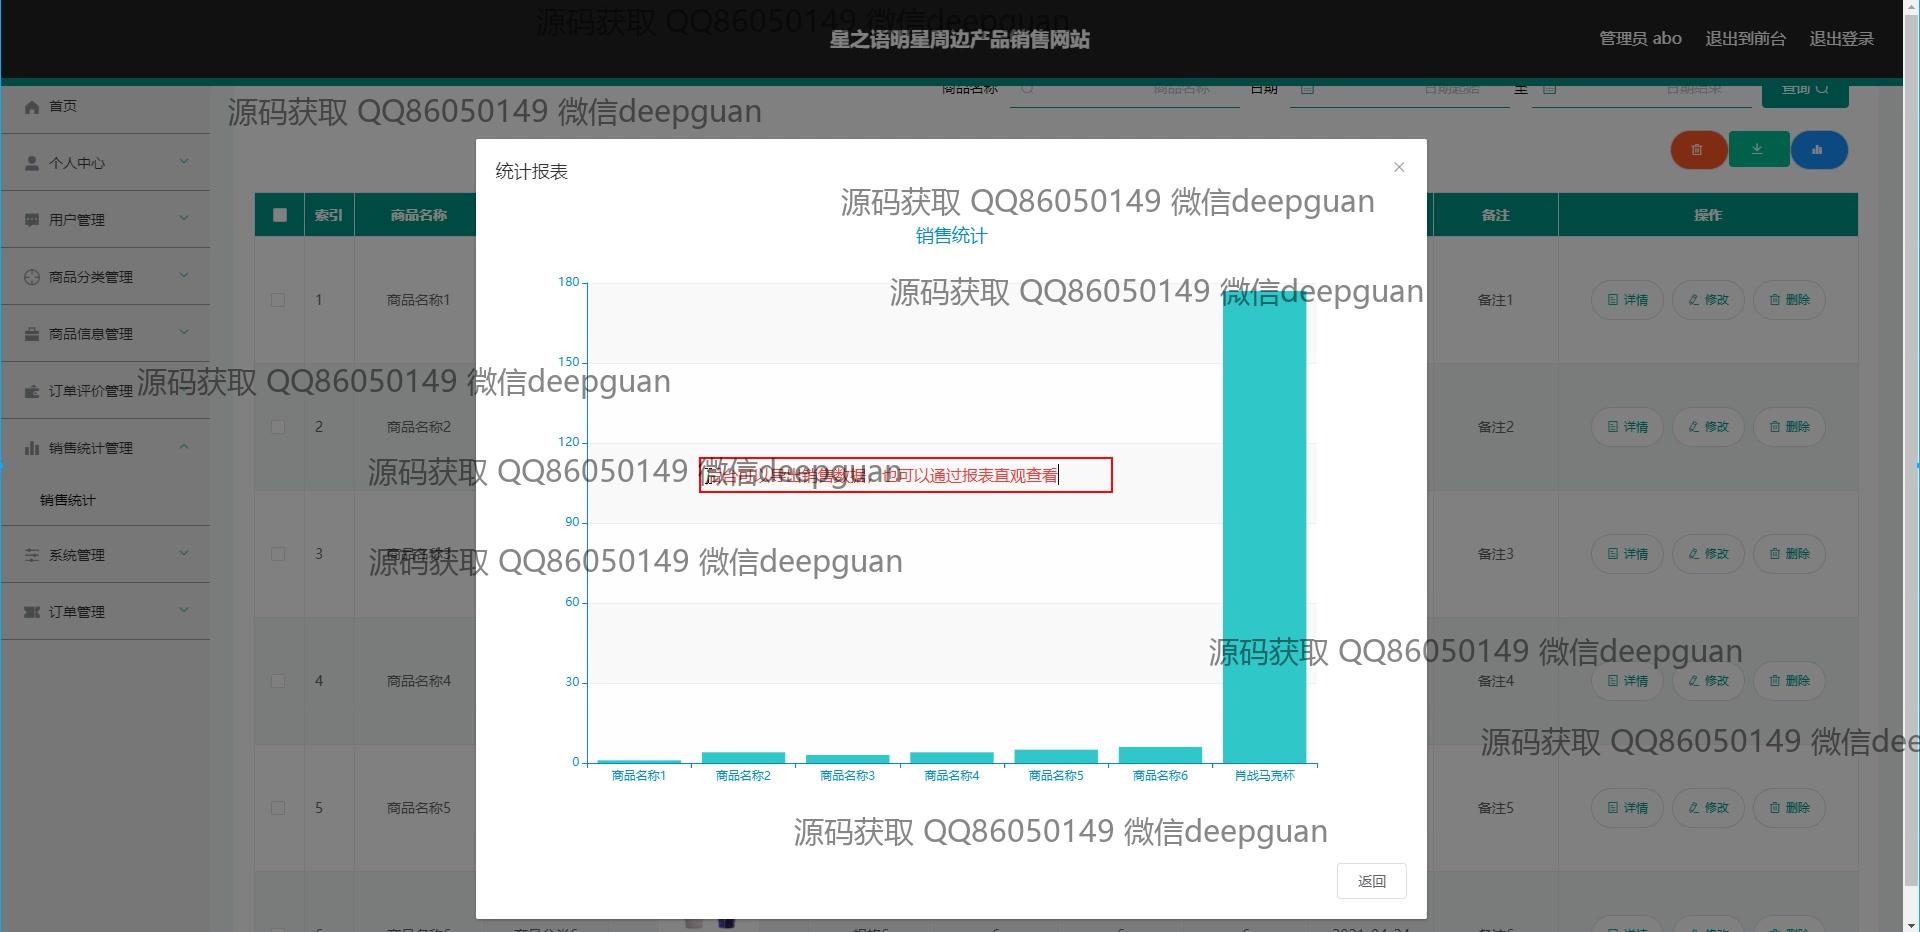 源码获取 QQ86050149 微信deepguan
星之语明星周边产品销售网站
管理员 abo 退出到前台 退出登录
首页
个人中心
用户管理
商品分类管理
商品信息管理
订单评价管理
销售统计管理
销售统计
系统管理
订单管理
商品名称 商品名称 日期 日期起始 至 日期结束 查询
源码获取 QQ86050149 微信deepguan
索引 商品名称 备注 操作
1 商品名称1 备注1 详情 修改 删除
2 商品名称2 备注2 详情 修改 删除
3 商品名称3 备注3 详情 修改 删除
4 商品名称4 备注4 详情 修改 删除
5 商品名称5 备注5 详情 修改 删除
统计报表
源码获取 QQ86050149 微信deepguan
销售统计
源码获取 QQ86050149 微信deepguan
180
150
120
90
60
30
0
源码获取 QQ86050149 微信deepguan
源码获取 QQ86050149 微信deepguan
后台可以导出销售数据，也可以通过报表直观查看
源码获取 QQ86050149 微信deepguan
源码获取 QQ86050149 微信deepguan
源码获取 QQ86050149 微信dee
商品名称1 商品名称2 商品名称3 商品名称4 商品名称5 商品名称6 肖战马克杯
源码获取 QQ86050149 微信deepguan
返回